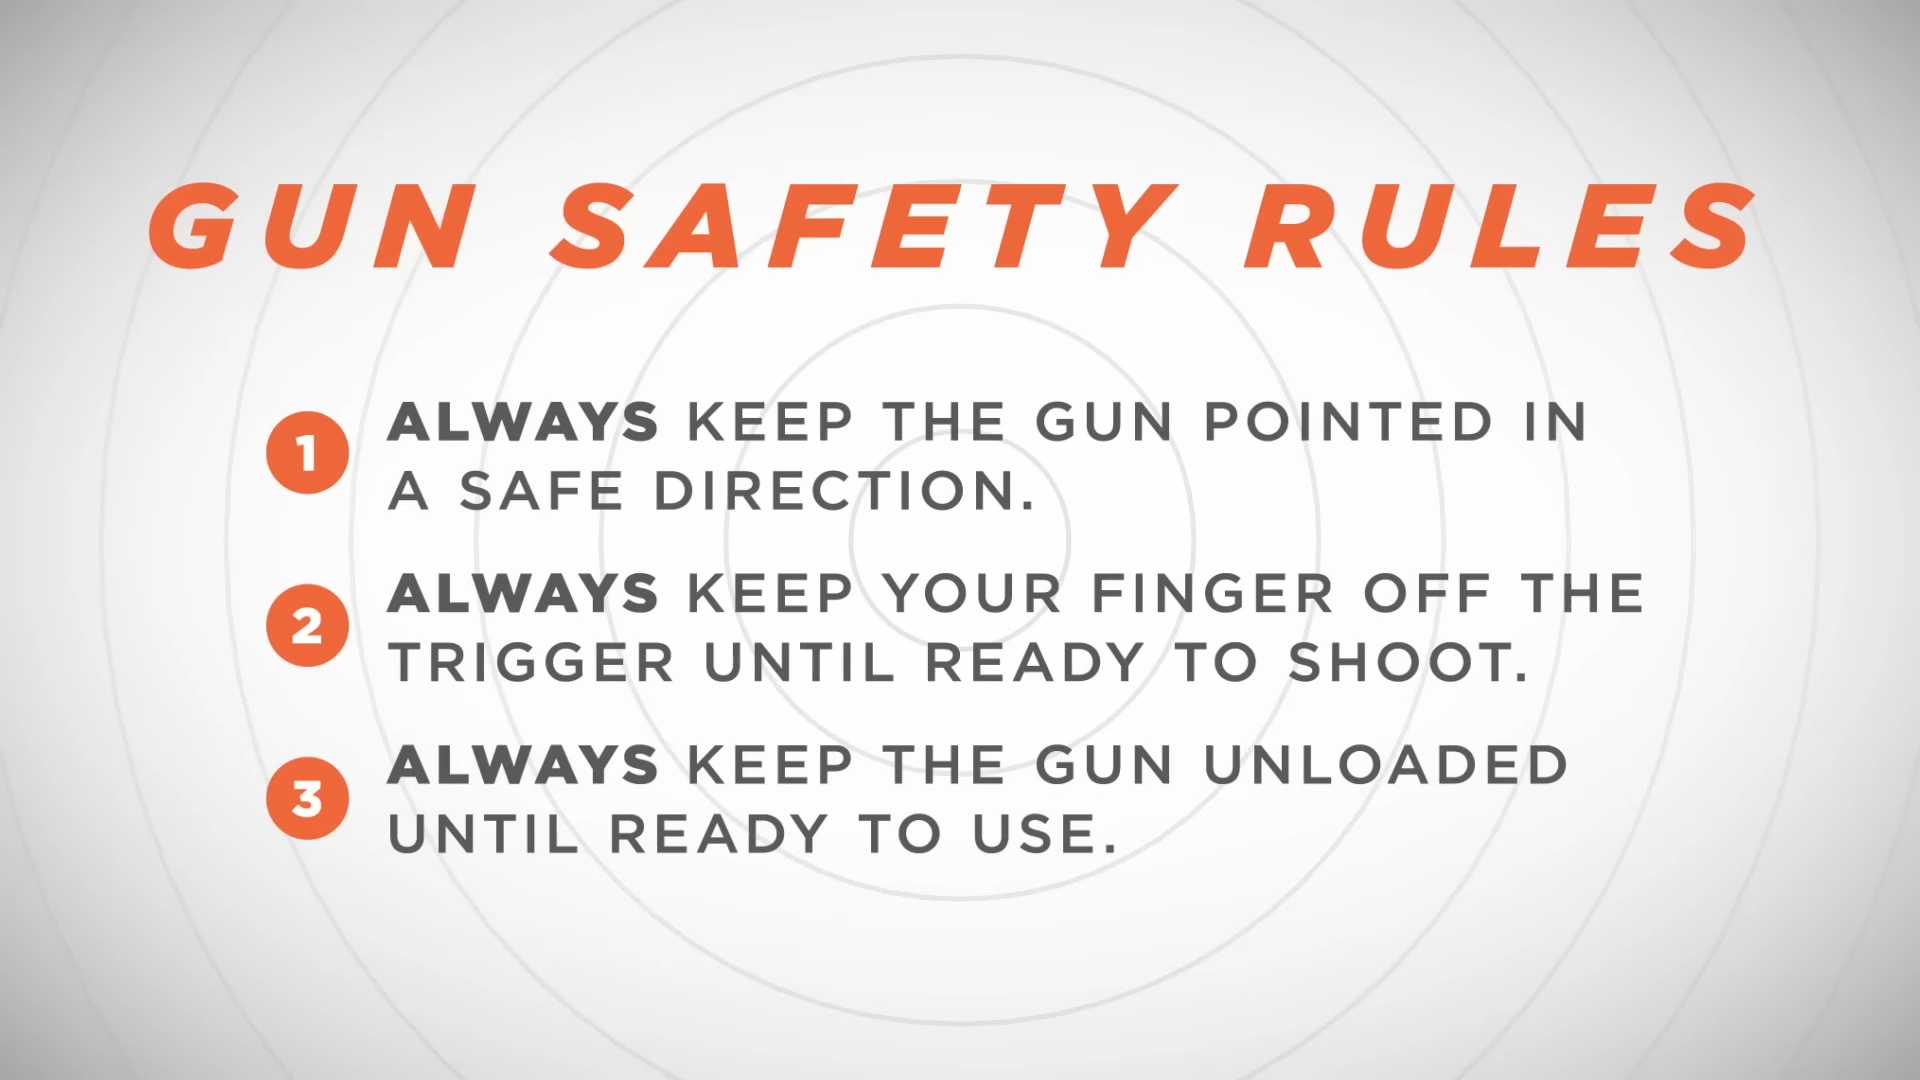 GUN SAFETY RULES
1
ALWAYS KEEP THE GUN POINTED IN
A SAFE DIRECTION.
2
ALWAYS KEEP YOUR FINGER OFF THE
TRIGGER UNTIL READY TO SHOOT.
3
ALWAYS KEEP THE GUN UNLOADED
UNTIL READY TO USE.